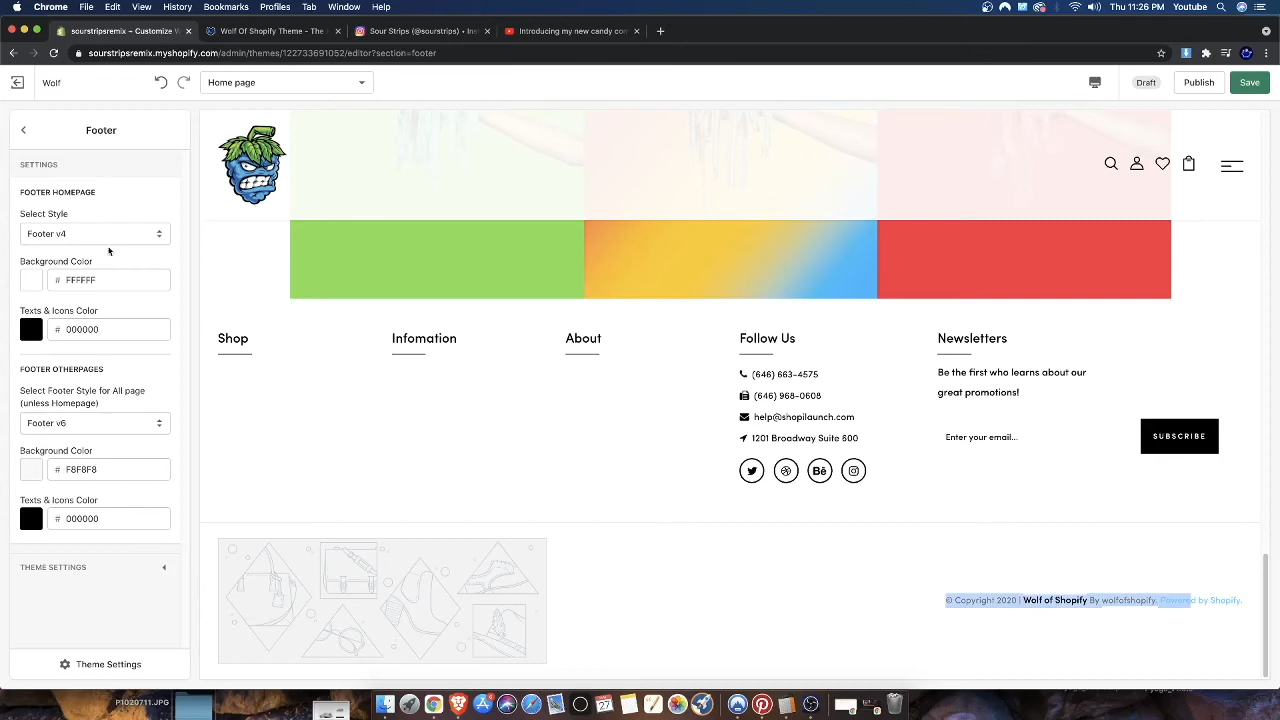 Chrome File Edit View History Bookmarks Profiles Tab Window Help Thu 11:26 PM Youtube
sourstripsremix ~ Customize W Wolf Of Shopify Theme - The Sour Strips (@sourstrips) • Ins Introducing my new candy com
sourstripsremix.myshopify.com/admin/themes/122733691052/editor?section=footer
Wolf Home page Draft Publish Save
Footer
SETTINGS
FOOTER HOMEPAGE
Select Style
Footer v4
Background Color
# FFFFFF
Texts & Icons Color
# 000000
FOOTER OTHERPAGES
Select Footer Style for All page
(unless Homepage)
Footer v6
Background Color
# F8F8F8
Texts & Icons Color
# 000000
THEME SETTINGS
Theme Settings
Shop
Infomation
About
Follow Us
(646) 663-4575
(646) 968-0608
help@shopilaunch.com
1201 Broadway Suite 600
Bē
Newsletters
Be the first who learns about our
great promotions!
Enter your email...
SUBSCRIBE
© Copyright 2020 | Wolf of Shopify By wolfofshopify. Powered by Shopify.
P1020711.JPG